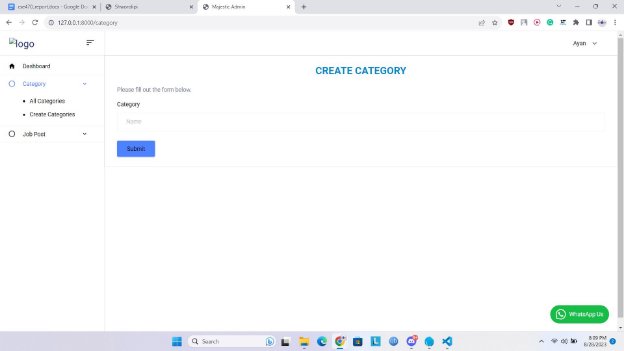 cse470_report.docx - Google Doc
Majestic Admin
127.0.0.1:8000/category
logo
Ayan
Dashboard
Category
All Categories
Create Categories
Job Post
CREATE CATEGORY
Please fill out the form below.
Category
Name
Submit
WhatsApp Us
Search
8:09 PM
8/28/2023